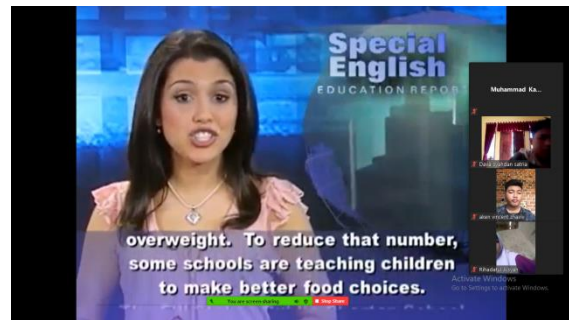 Special
English
EDUCATION REPOR
Muhammad Ka...
overweight. To reduce that number,
some schools are teaching children
to make better food choices.
You are screen sharing
Stop Share
Activate Windows
Go to Settings to activate Windows.